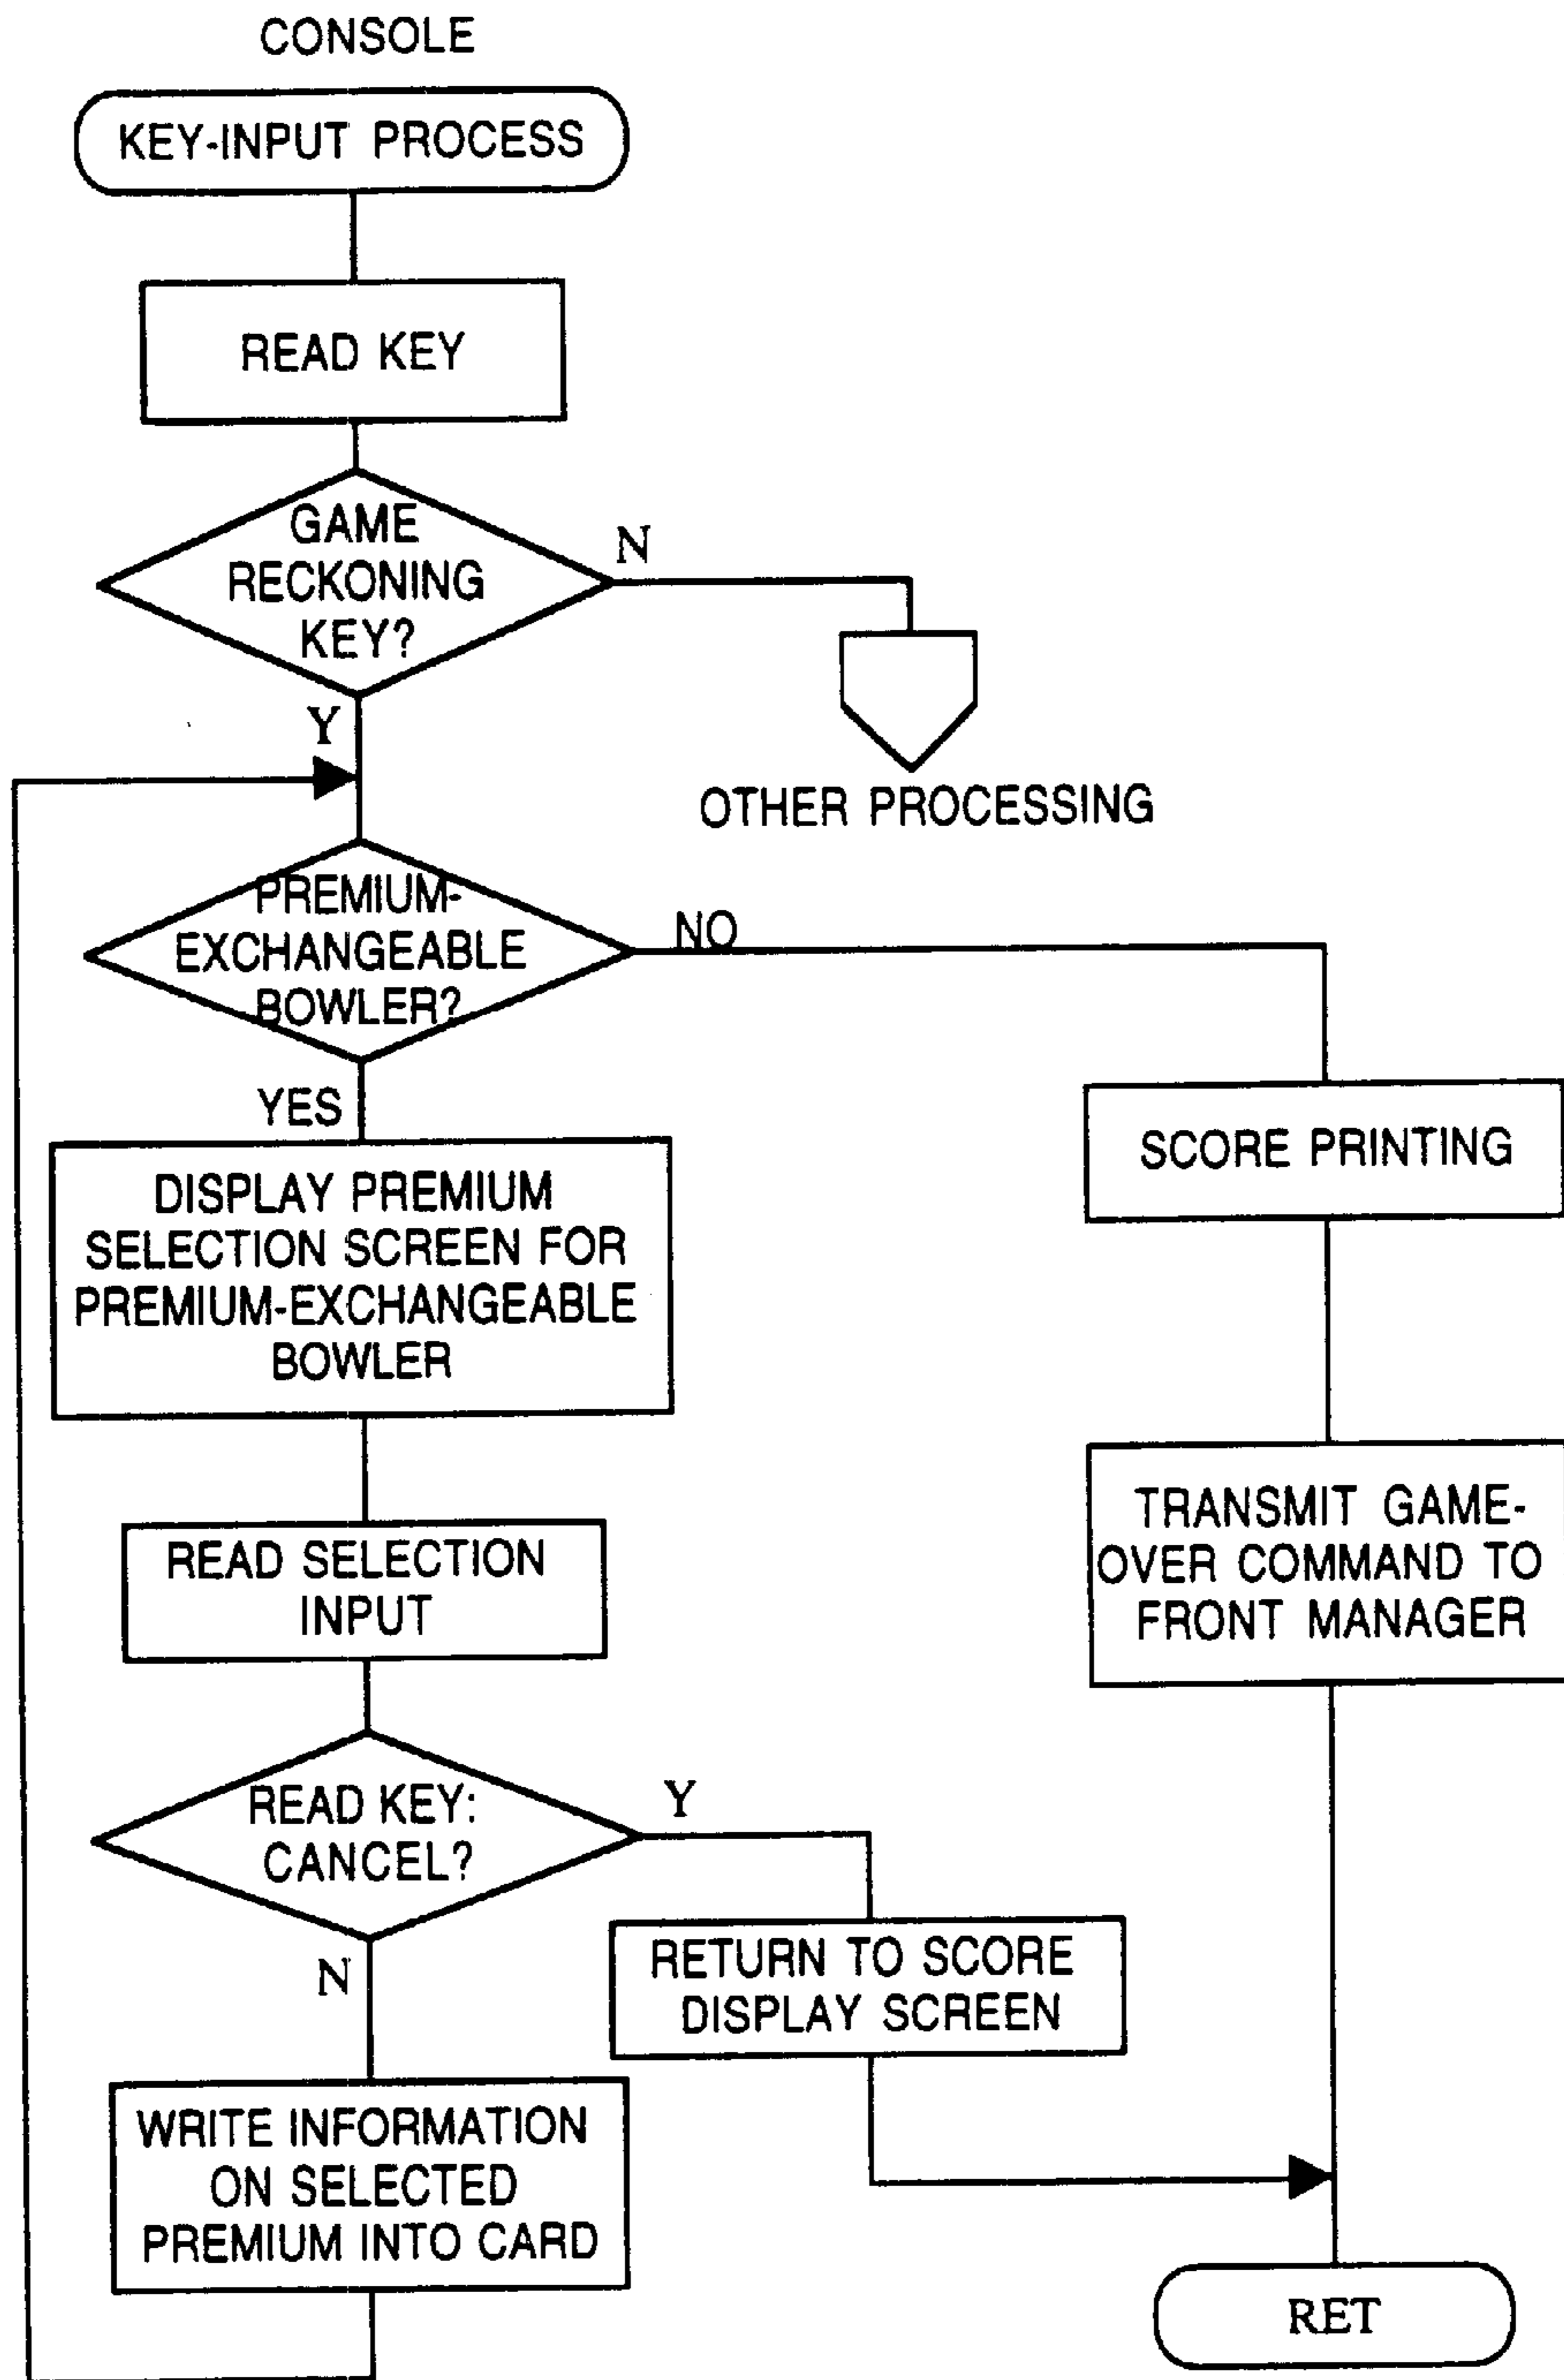 CONSOLE
KEY-INPUT PROCESS
READ KEY
GAME
RECKONING
KEY?
N
Y
OTHER PROCESSING
PREMIUM-
EXCHANGEABLE
BOWLER?
NO
YES
SCORE PRINTING
DISPLAY PREMIUM
SELECTION SCREEN FOR
PREMIUM-EXCHANGEABLE
BOWLER
TRANSMIT GAME-
OVER COMMAND TO
FRONT MANAGER
READ SELECTION
INPUT
READ KEY:
CANCEL?
Y
N
RETURN TO SCORE
DISPLAY SCREEN
WRITE INFORMATION
ON SELECTED
PREMIUM INTO CARD
RET